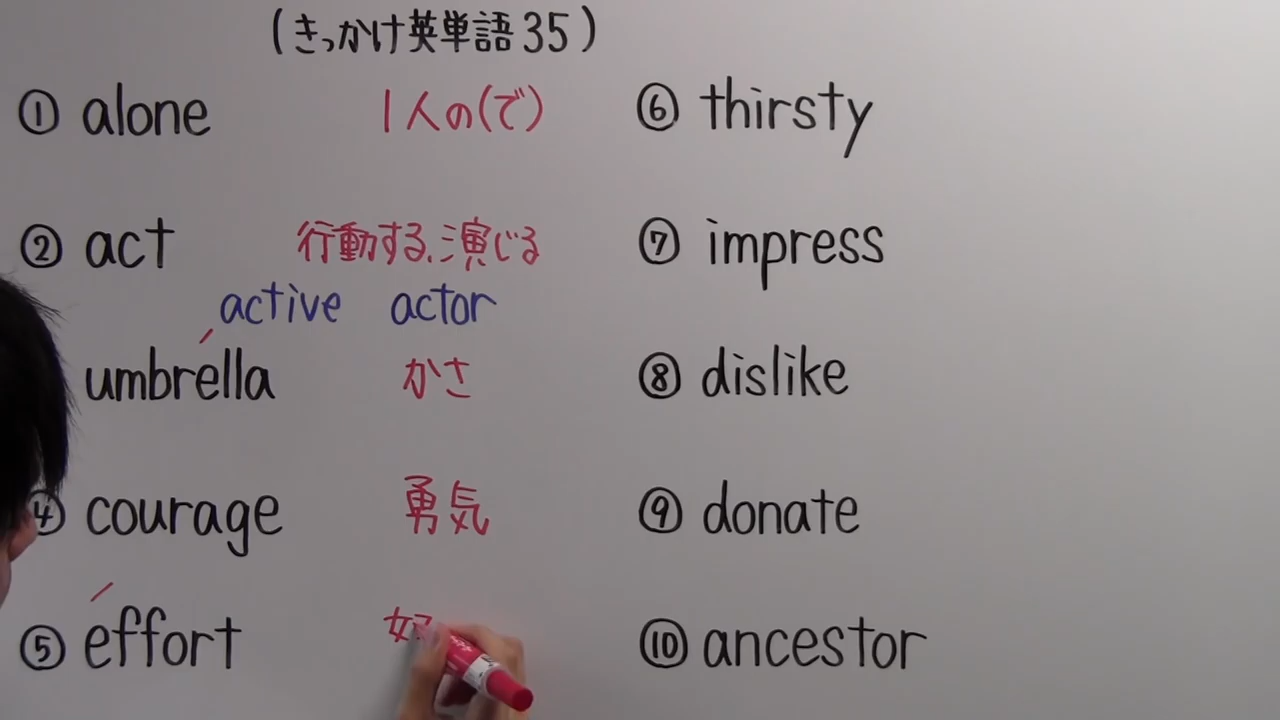 (きっかけ英単語35)
① alone 1人の(で)
② act 行動する、演じる
active actor
umbrella かさ
④ courage 勇気
⑤ effort
⑥ thirsty
⑦ impress
⑧ dislike
⑨ donate
⑩ ancestor